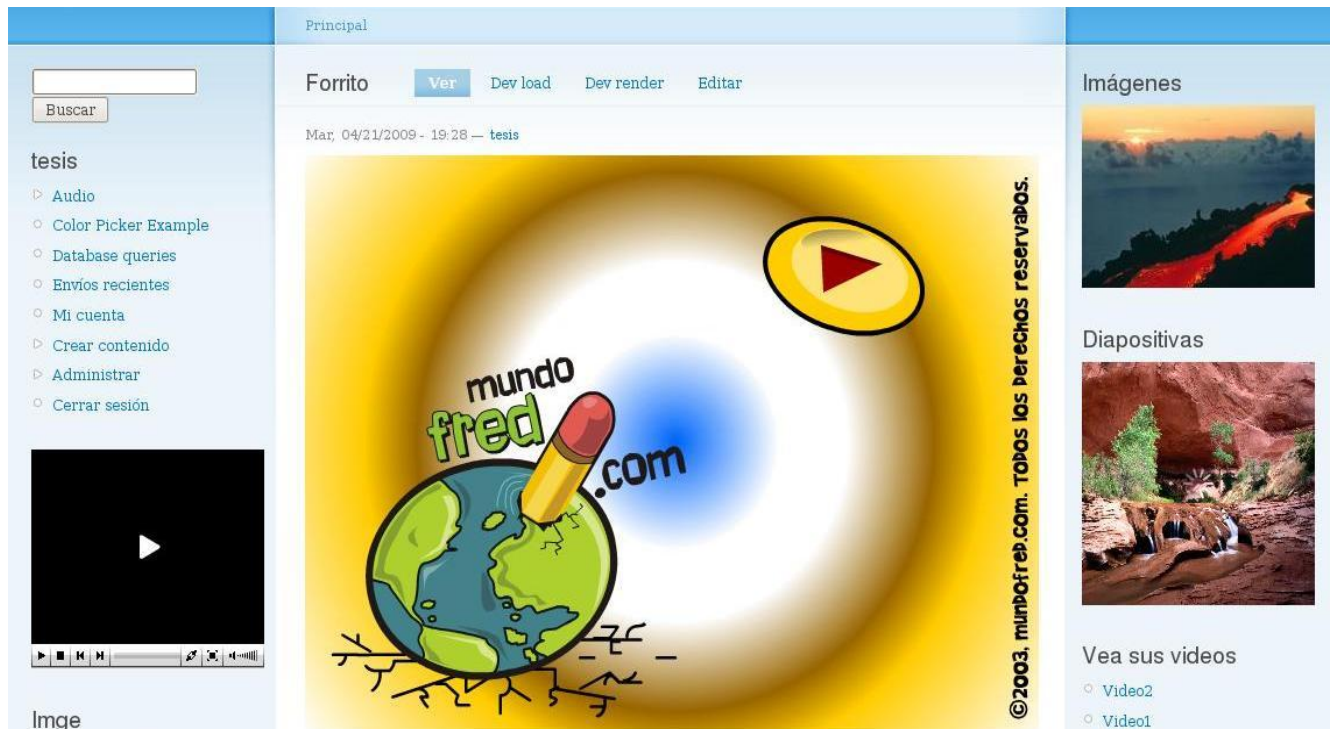 Principal
Buscar
tesis
Audio
Color Picker Example
Database queries
Envíos recientes
Mi cuenta
Crear contenido
Administrar
Cerrar sesión
Imge
Forrito
Ver Dev load Dev render Editar
Mar, 04/21/2009 - 19:28 — tesis
mundo
fred
.com
©2003, mundofred.com. Todos los derechos reservados.
Imágenes
Diapositivas
Vea sus videos
Video2
Video1